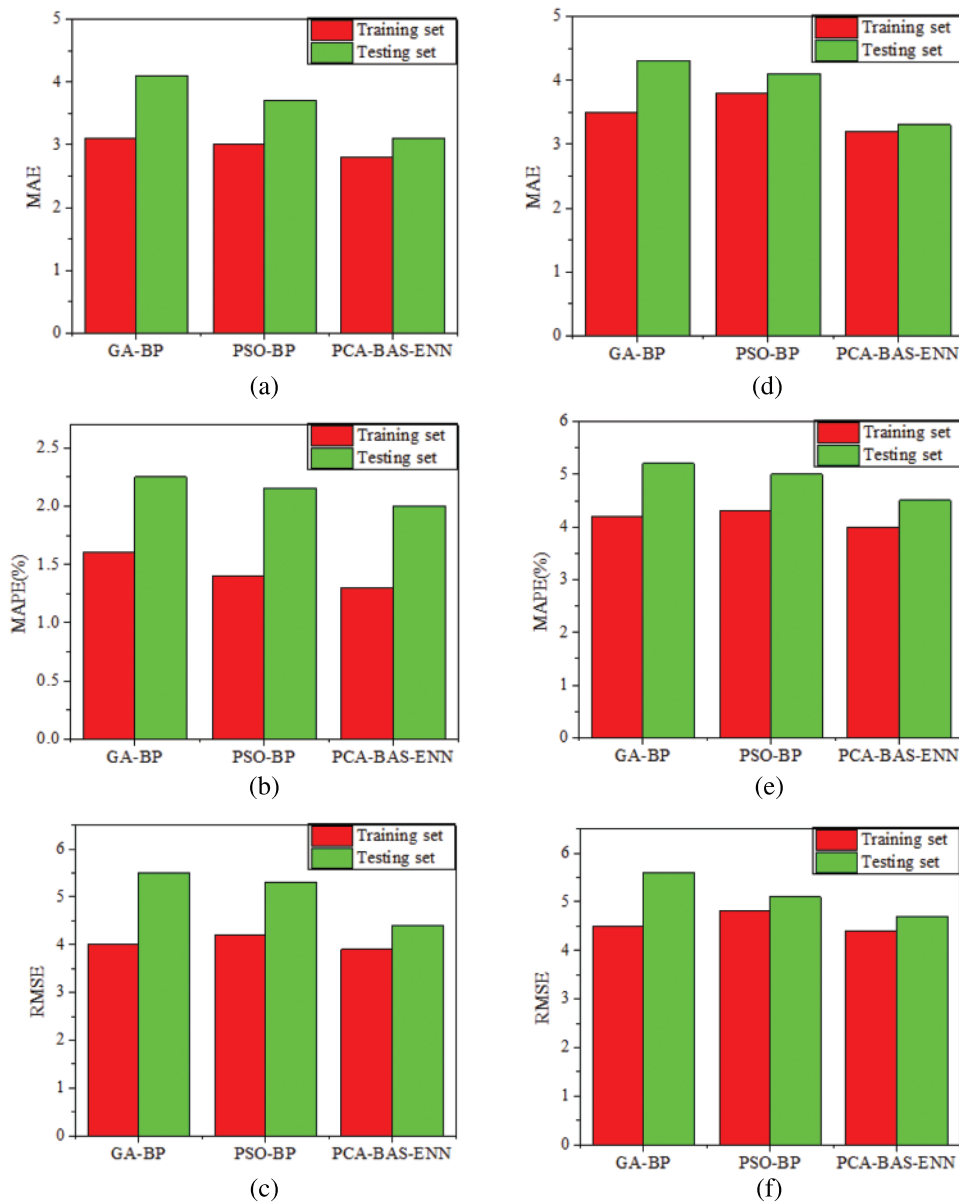 5
4
3
2
1
0
MAE
Training set
Testing set
GA-BP PSO-BP PCA-BAS-ENN
(a)
5
4
3
2
1
0
MAE
Training set
Testing set
GA-BP PSO-BP PCA-BAS-ENN
(d)
2.5
2.0
1.5
1.0
0.5
0.0
MAPE(%)
Training set
Testing set
GA-BP PSO-BP PCA-BAS-ENN
(b)
6
5
4
3
2
1
0
MAPE(%)
Training set
Testing set
GA-BP PSO-BP PCA-BAS-ENN
(e)
6
5
4
3
2
1
0
RMSE
Training set
Testing set
GA-BP PSO-BP PCA-BAS-ENN
(c)
6
5
4
3
2
1
0
RMSE
Training set
Testing set
GA-BP PSO-BP PCA-BAS-ENN
(f)